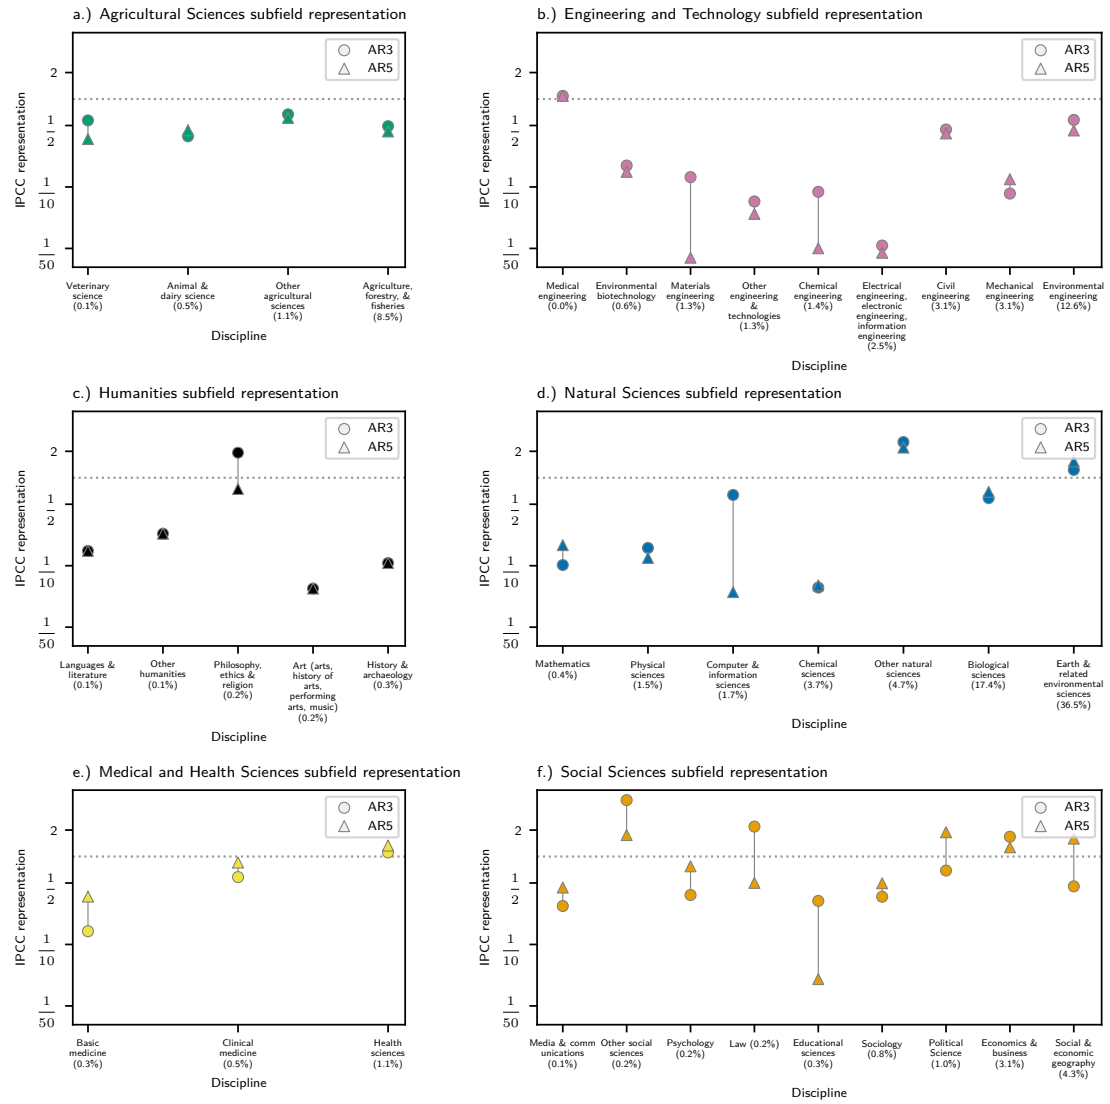 a.) Agricultural Sciences subfield representation
IPCC representation
2
1
2
1
10
1
50
AR3
AR5
Veterinary
science
(0.1%)
Animal &
dairy science
(0.5%)
Other
agricultural
sciences
(1.1%)
Agriculture,
forestry, &
fisheries
(8.5%)
Discipline
b.) Engineering and Technology subfield representation
IPCC representation
2
1
2
1
10
1
50
AR3
AR5
Medical
engineering
(0.0%)
Environmental
biotechnology
(0.6%)
Materials
engineering
(1.3%)
Other
engineering
&
technologies
(1.3%)
Chemical
engineering
(1.4%)
Electrical
engineering,
electronic
engineering,
information
engineering
(2.5%)
Civil
engineering
(3.1%)
Mechanical
engineering
(3.1%)
Environmental
engineering
(12.6%)
Discipline
c.) Humanities subfield representation
IPCC representation
2
1
2
1
10
1
50
AR3
AR5
Languages &
literature
(0.1%)
Other
humanities
(0.1%)
Philosophy,
ethics &
religion
(0.2%)
Art (arts,
history of
arts,
performing
arts, music)
(0.2%)
History &
archaeology
(0.3%)
Discipline
d.) Natural Sciences subfield representation
IPCC representation
2
1
2
1
10
1
50
AR3
AR5
Mathematics
(0.4%)
Physical
sciences
(1.5%)
Computer &
information
sciences
(1.7%)
Chemical
sciences
(3.7%)
Other natural
sciences
(4.7%)
Biological
sciences
(17.4%)
Earth &
related
environmental
sciences
(36.5%)
Discipline
e.) Medical and Health Sciences subfield representation
IPCC representation
2
1
2
1
10
1
50
AR3
AR5
Basic
medicine
(0.3%)
Clinical
medicine
(0.5%)
Health
sciences
(1.1%)
Discipline
f.) Social Sciences subfield representation
IPCC representation
2
1
2
1
10
1
50
AR3
AR5
Media & comm
unications
(0.1%)
Other social
sciences
(0.2%)
Psychology
(0.2%)
Law (0.2%)
Educational
sciences
(0.3%)
Sociology
(0.8%)
Political
Science
(1.0%)
Economics &
business
(3.1%)
Social &
economic
geography
(4.3%)
Discipline